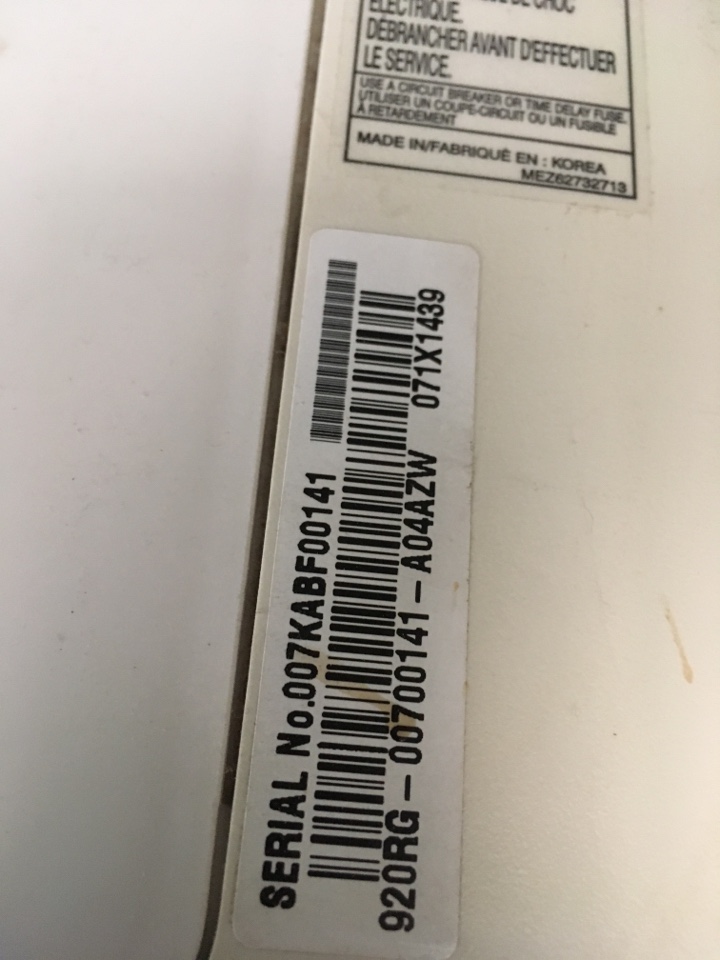 ÉLECTRIQUE.
DÉBRANCHER AVANT D'EFFECTUER
LE SERVICE.
USE A CIRCUIT BREAKER OR TIME DELAY FUSE.
UTILISER UN COUPE-CIRCUIT OU UN FUSIBLE
À RETARDEMENT
MADE IN/FABRIQUÉ EN : KOREA
MEZ62732713
SERIAL No.007KABF00141
071X1439
920RG-00700141-A04AZW